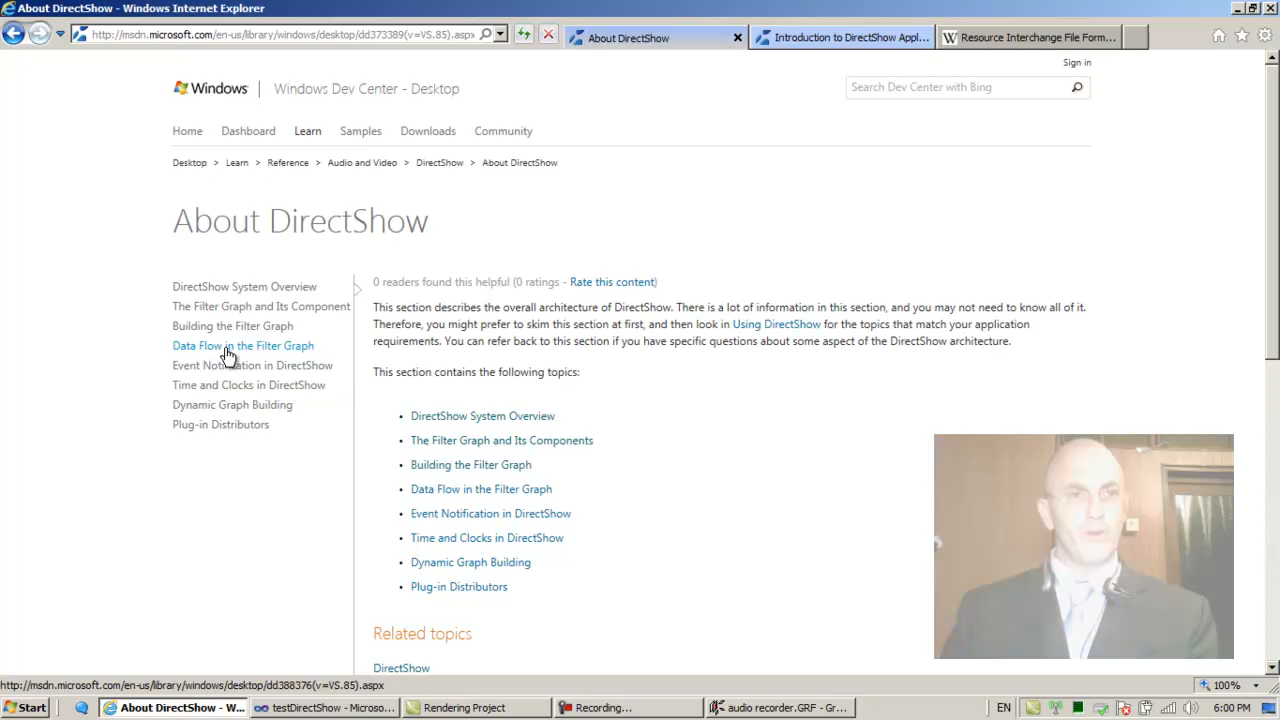 About DirectShow - Windows Internet Explorer
http://msdn.microsoft.com/en-us/library/windows/desktop/dd373389(v=VS.85).aspx
About DirectShow
Introduction to DirectShow Appl...
Resource Interchange File Form...
Sign in
Windows
Windows Dev Center - Desktop
Search Dev Center with Bing
Home Dashboard Learn Samples Downloads Community
Desktop > Learn > Reference > Audio and Video > DirectShow > About DirectShow
About DirectShow
DirectShow System Overview
The Filter Graph and Its Component
Building the Filter Graph
Data Flow in the Filter Graph
Event Notification in DirectShow
Time and Clocks in DirectShow
Dynamic Graph Building
Plug-in Distributors
0 readers found this helpful (0 ratings - Rate this content)
This section describes the overall architecture of DirectShow. There is a lot of information in this section, and you may not need to know all of it.
Therefore, you might prefer to skim this section at first, and then look in Using DirectShow for the topics that match your application
requirements. You can refer back to this section if you have specific questions about some aspect of the DirectShow architecture.
This section contains the following topics:
• DirectShow System Overview
• The Filter Graph and Its Components
• Building the Filter Graph
• Data Flow in the Filter Graph
• Event Notification in DirectShow
• Time and Clocks in DirectShow
• Dynamic Graph Building
• Plug-in Distributors
Related topics
DirectShow
http://msdn.microsoft.com/en-us/library/windows/desktop/dd388376(v=VS.85).aspx
100%
Start
About DirectShow - W...
testDirectShow - Microso...
Rendering Project
Recording...
audio recorder.GRF - Gr...
EN
6:00 PM